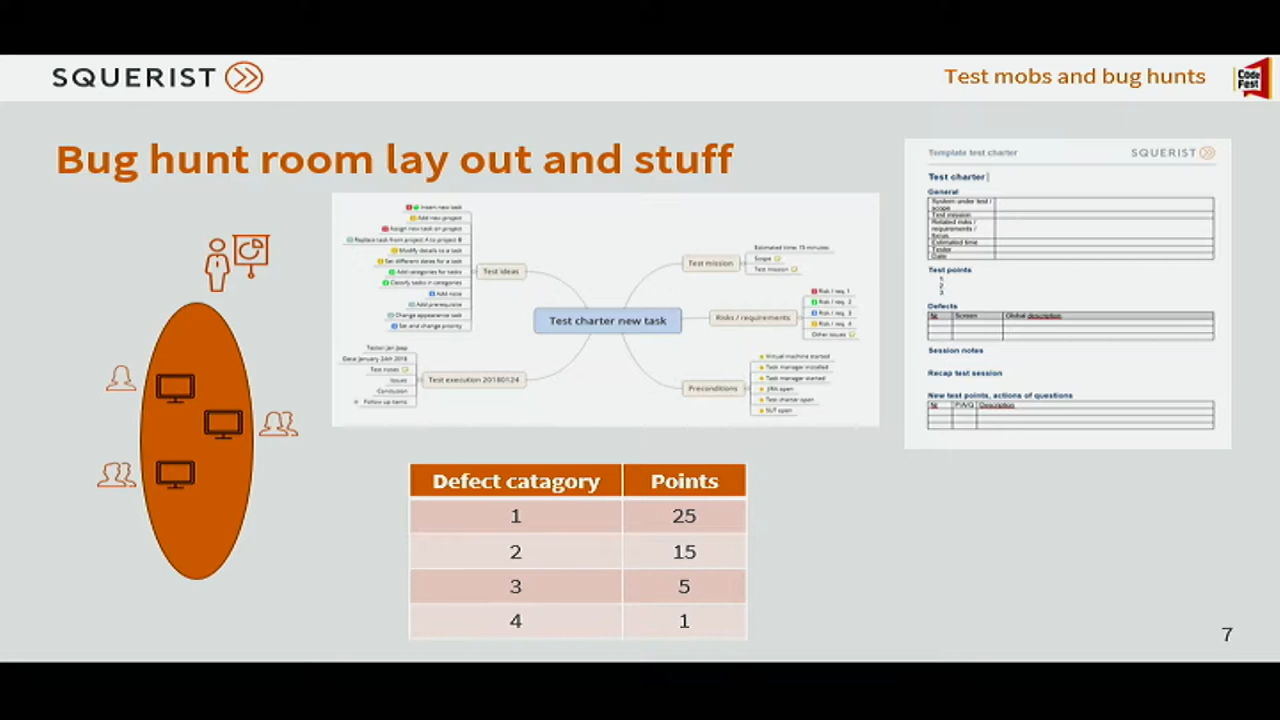 SQUERIST
Test mobs and bug hunts
Code
Fest
Bug hunt room lay out and stuff
Insert new task
Add new project
Assign new task on project
Replace task from project A to project B
Modify details to a task
Set different dates for a task
Add categories for tasks
Classify tasks in categories
Add note
Add prerequisite
Change appearance task
Set and change priority
Test ideas
Tester: Jan Jaap
Date: January 24th 2018
Test notes
Issues
Conclusion
Follow up items
Test execution 20180124
Test charter new task
Test mission
Estimated time: 15 minutes
Scope
Test mission
Risks / requirements
Risk / req. 1
Risk / req. 2
Risk / req. 3
Risk / req. 4
Other issues
Preconditions
Virtual machine started
Task manager installed
Task manager started
JIRA open
Test charter open
SUT open
Template test charter
SQUERIST
Test charter
General
System under test /
scope
Test mission
Related risks /
requirements /
focus
Estimated time
Tester
Date
Test points
1.
2.
3.
Defects
Nr Screen Global description
Session notes
Recap test session
New test points, actions of questions
Nr P/A/Q Description
Defect catagory Points
1 25
2 15
3 5
4 1
7